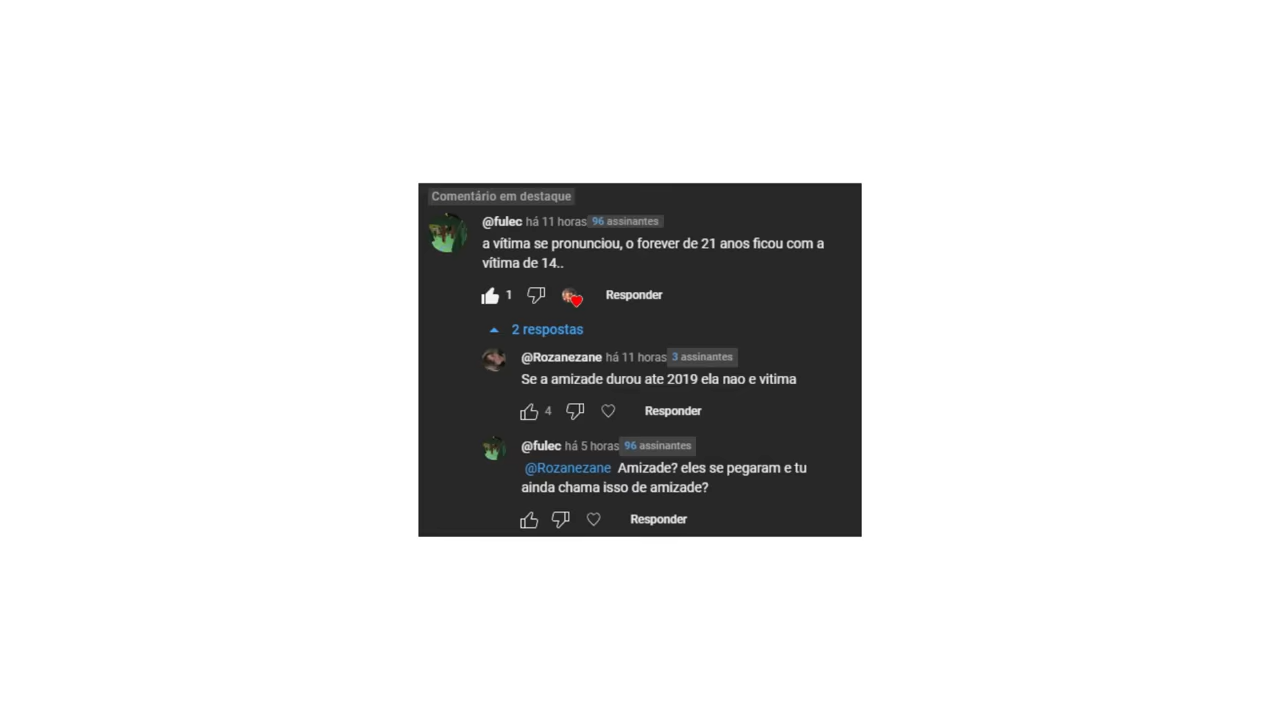 Comentário em destaque
@fulec há 11 horas 96 assinantes
a vítima se pronunciou, o forever de 21 anos ficou com a
vítima de 14..
1 Responder
2 respostas
@Rozanezane há 11 horas 3 assinantes
Se a amizade durou ate 2019 ela nao e vitima
4 Responder
@fulec há 5 horas 96 assinantes
@Rozanezane Amizade? eles se pegaram e tu
ainda chama isso de amizade?
Responder